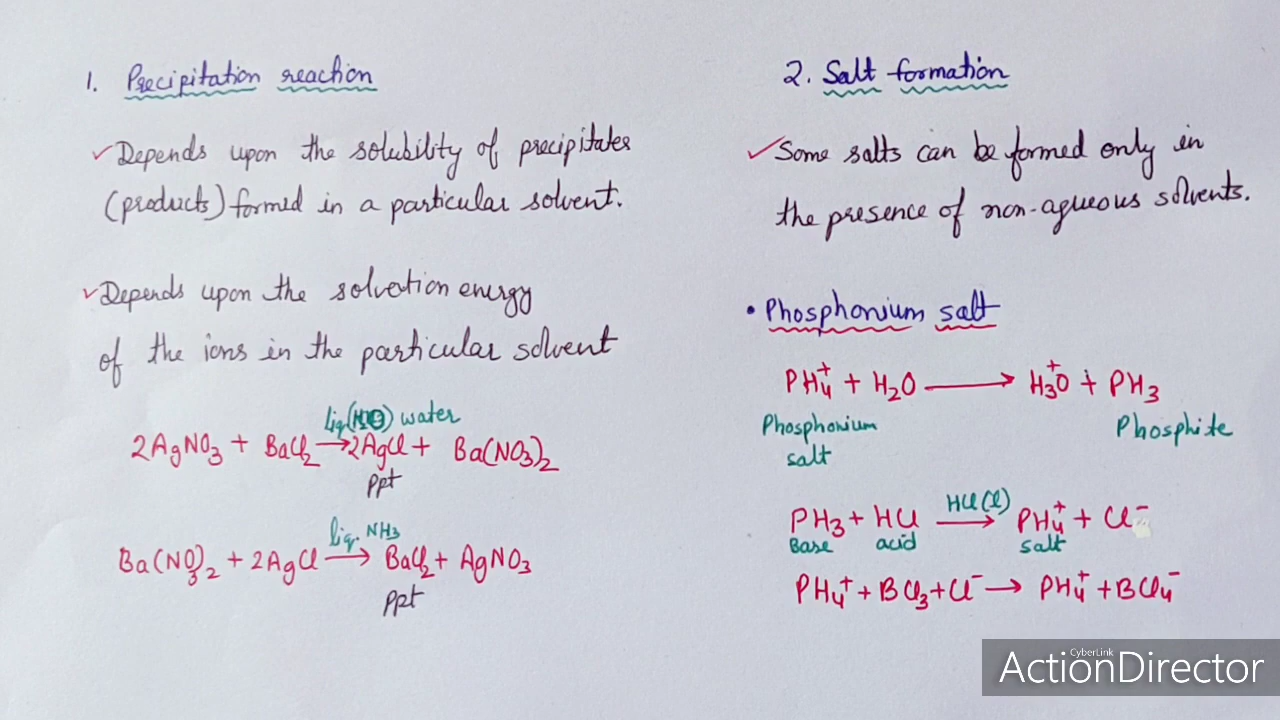 1. Precipitation reaction
✓Depends upon the solubility of precipitates
(products) formed in a particular solvent.
✓Depends upon the solvation energy
of the ions in the particular solvent
liq water
2AgNO3 + BaCl2 → 2AgCl + Ba(NO3)2
ppt
liq. NH3
Ba(NO3)2 + 2AgCl → BaCl2 + AgNO3
ppt
2. Salt formation
✓Some salts can be formed only in
the presence of non-aqueous solvents.
• Phosphonium salt
PH4+ + H2O → H3O+ + PH3
Phosphonium Phosphite
salt
HCl(l)
PH3 + HCl → PH4+ + Cl-
Base acid salt
PH4+ + BCl3 + Cl- → PH4+ + BCl4-
CyberLink
ActionDirector